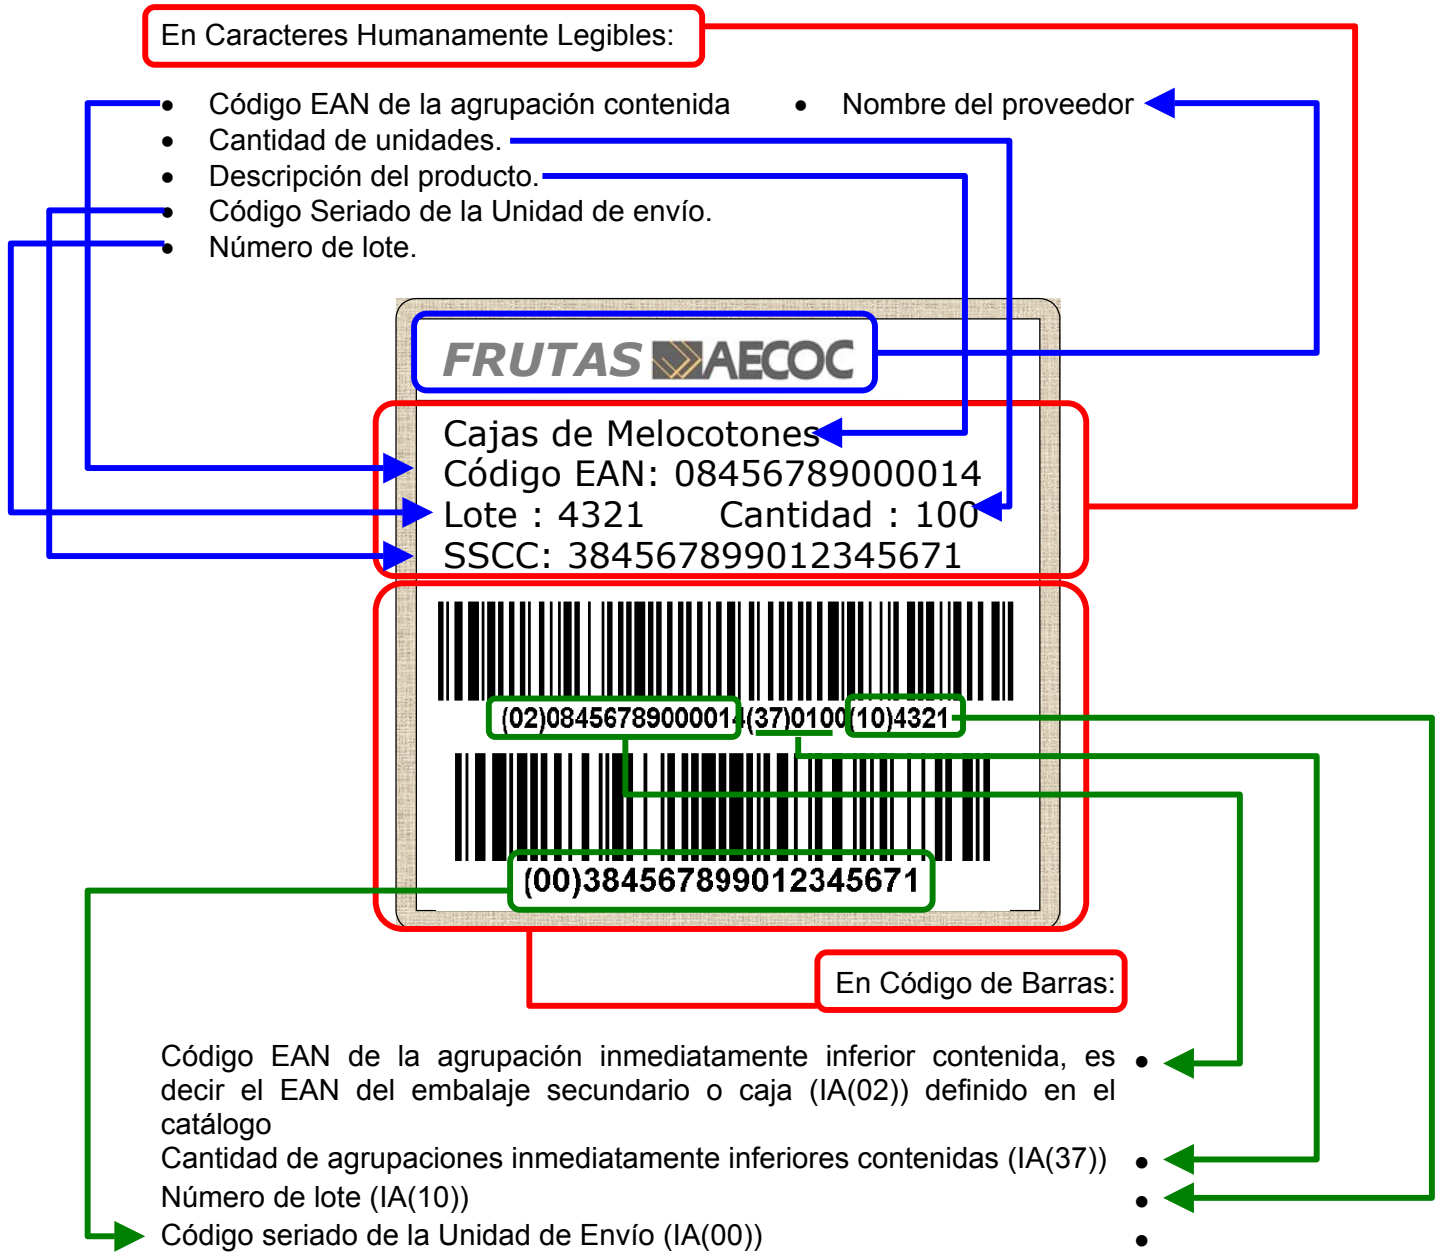 En Caracteres Humanamente Legibles:
• Código EAN de la agrupación contenida
• Cantidad de unidades.
• Descripción del producto.
• Código Seriado de la Unidad de envío.
• Número de lote.
• Nombre del proveedor
FRUTAS AECOC
Cajas de Melocotones
Código EAN: 08456789000014
Lote : 4321 Cantidad : 100
SSCC: 384567899012345671
(02)08456789000014(37)0100(10)4321
(00)384567899012345671
En Código de Barras:
Código EAN de la agrupación inmediatamente inferior contenida, es •
decir el EAN del embalaje secundario o caja (IA(02)) definido en el
catálogo
Cantidad de agrupaciones inmediatamente inferiores contenidas (IA(37)) •
Número de lote (IA(10)) •
Código seriado de la Unidad de Envío (IA(00)) •